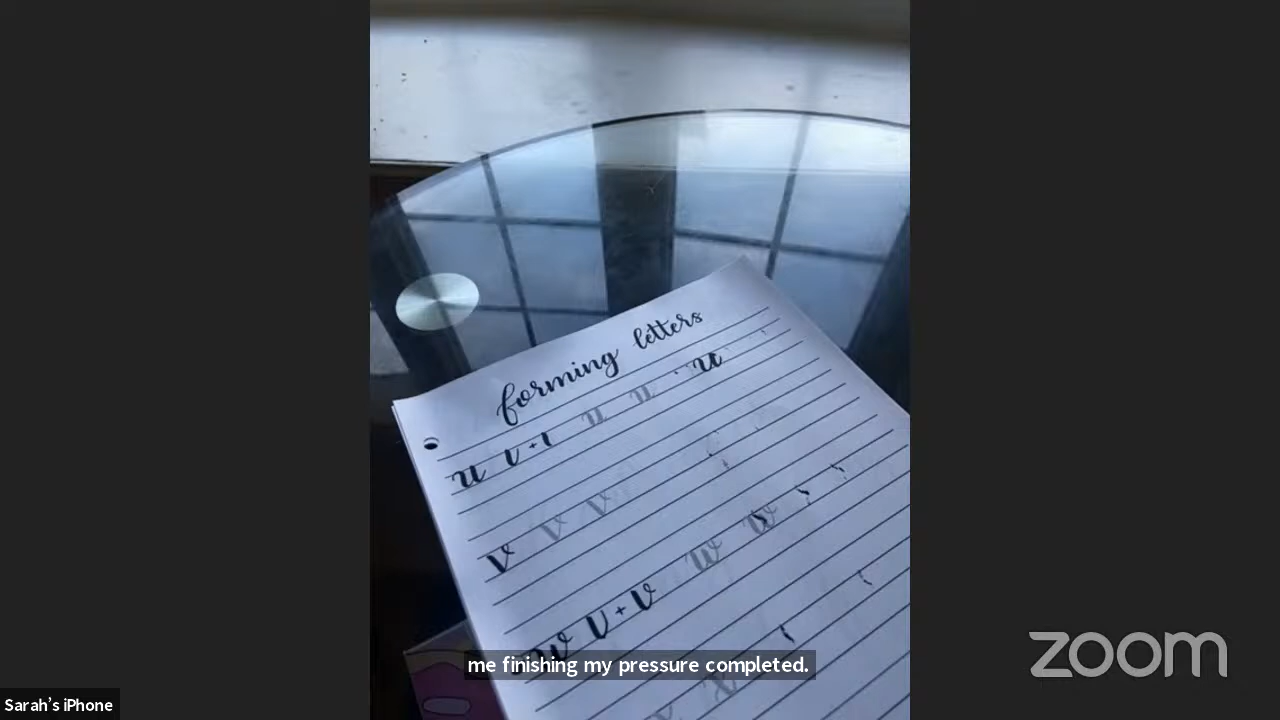 forming letters
u v + l u u u
v v v
w v + v w w
x
me finishing my pressure completed.
zoom
Sarah's iPhone